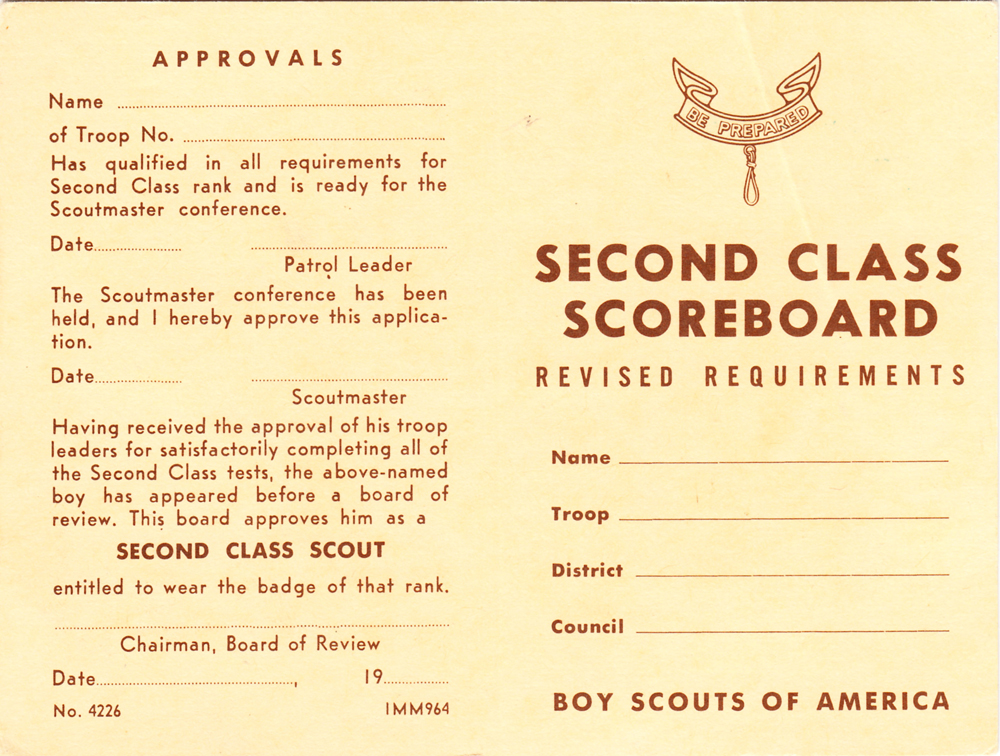 APPROVALS
Name
of Troop No.
Has qualified in all requirements for
Second Class rank and is ready for the
Scoutmaster conference.
Date
Patrol Leader
The Scoutmaster conference has been
held, and I hereby approve this applica-
tion.
Date
Scoutmaster
Having received the approval of his troop
leaders for satisfactorily completing all of
the Second Class tests, the above-named
boy has appeared before a board of
review. This board approves him as a
SECOND CLASS SCOUT
entitled to wear the badge of that rank.
Chairman, Board of Review
Date, 19
No. 4226 1MM964
BE PREPARED
SECOND CLASS
SCOREBOARD
REVISED REQUIREMENTS
Name
Troop
District
Council
BOY SCOUTS OF AMERICA